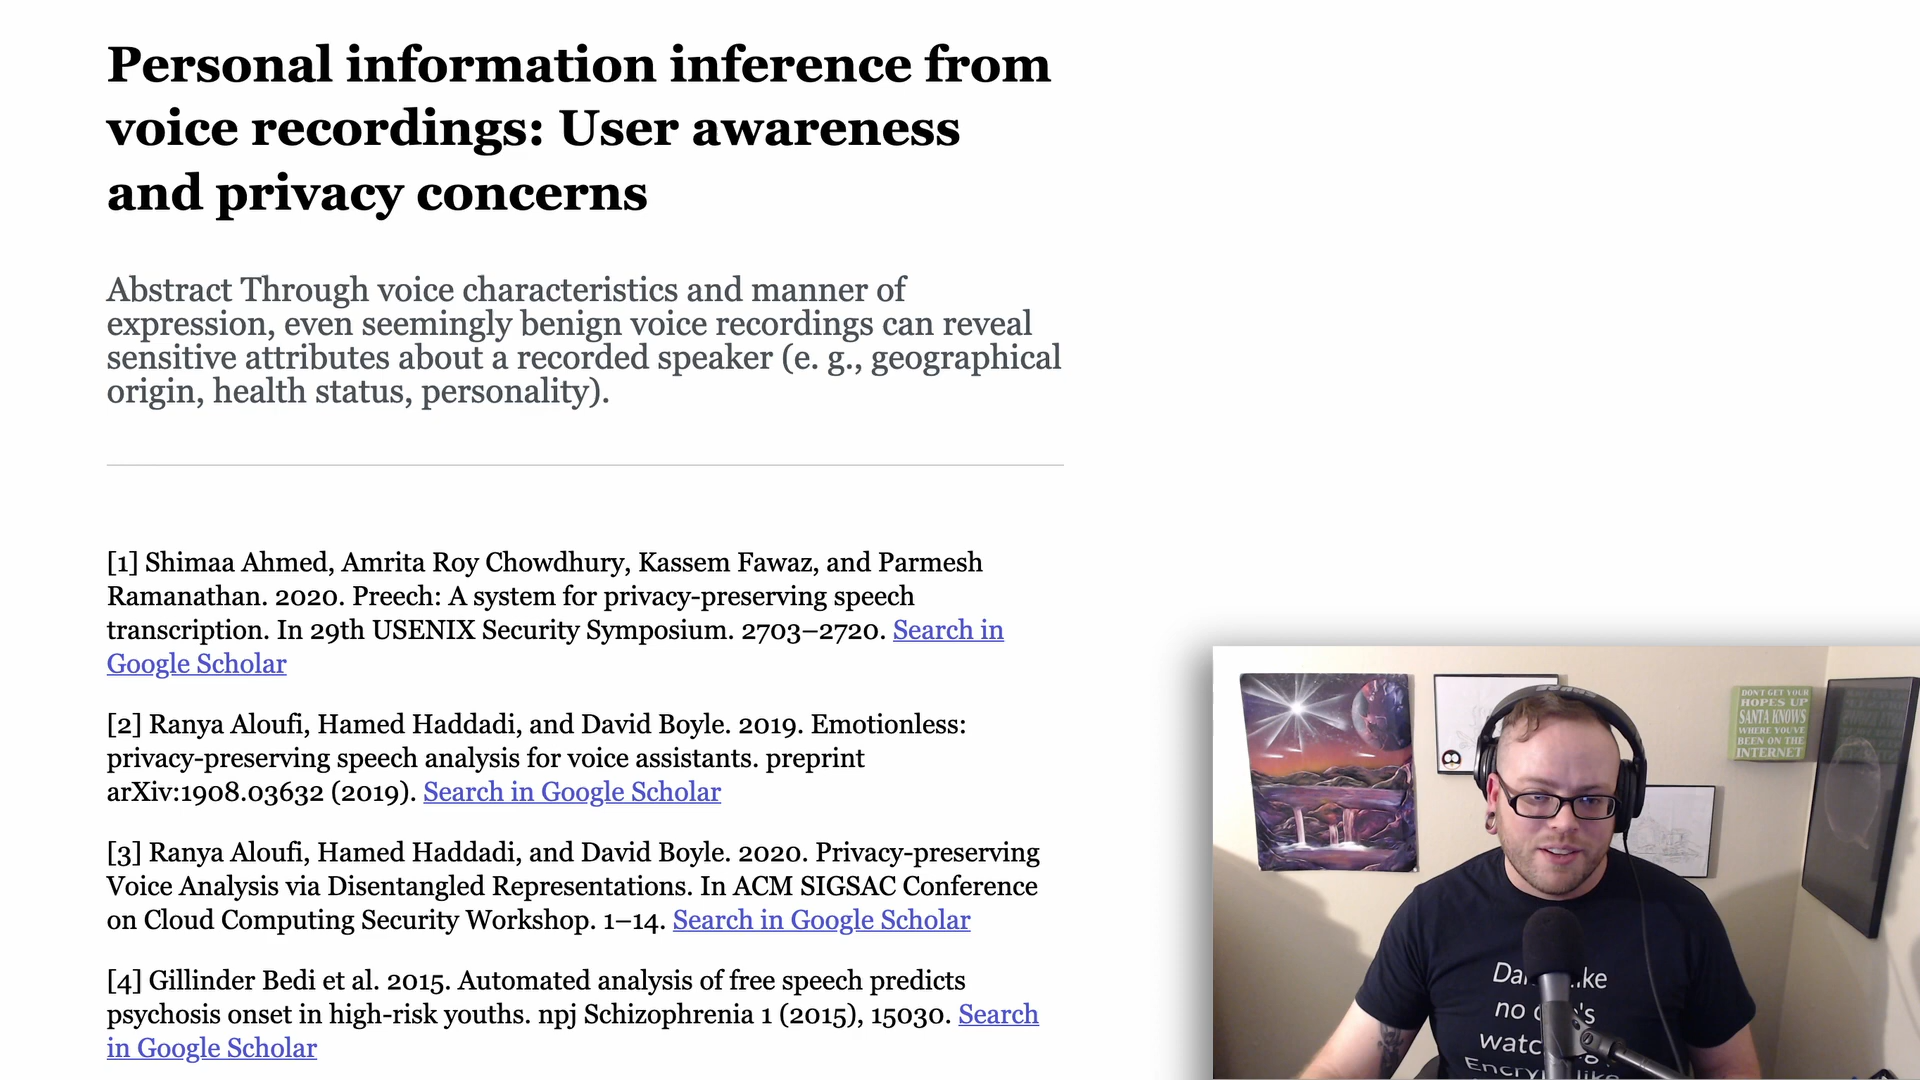 Personal information inference from
voice recordings: User awareness
and privacy concerns
Abstract Through voice characteristics and manner of
expression, even seemingly benign voice recordings can reveal
sensitive attributes about a recorded speaker (e. g., geographical
origin, health status, personality).
[1] Shimaa Ahmed, Amrita Roy Chowdhury, Kassem Fawaz, and Parmesh
Ramanathan. 2020. Preech: A system for privacy-preserving speech
transcription. In 29th USENIX Security Symposium. 2703–2720. Search in
Google Scholar
[2] Ranya Aloufi, Hamed Haddadi, and David Boyle. 2019. Emotionless:
privacy-preserving speech analysis for voice assistants. preprint
arXiv:1908.03632 (2019). Search in Google Scholar
[3] Ranya Aloufi, Hamed Haddadi, and David Boyle. 2020. Privacy-preserving
Voice Analysis via Disentangled Representations. In ACM SIGSAC Conference
on Cloud Computing Security Workshop. 1–14. Search in Google Scholar
[4] Gillinder Bedi et al. 2015. Automated analysis of free speech predicts
psychosis onset in high-risk youths. npj Schizophrenia 1 (2015), 15030. Search
in Google Scholar
DON'T GET YOUR
HOPES UP
SANTA KNOWS
WHERE YOU'VE
BEEN ON THE
INTERNET
no